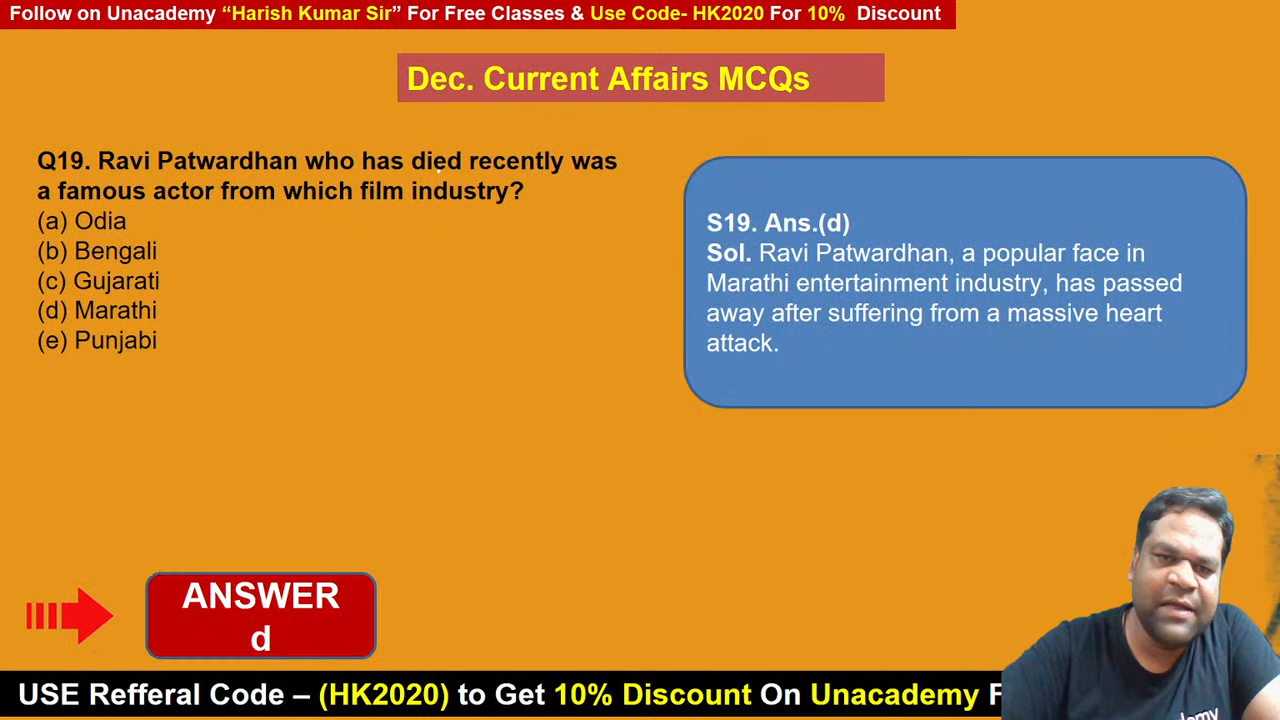 Follow on Unacademy “Harish Kumar Sir” For Free Classes & Use Code- HK2020 For 10% Discount
Dec. Current Affairs MCQs
Q19. Ravi Patwardhan who has died recently was
a famous actor from which film industry?
(a) Odia
(b) Bengali
(c) Gujarati
(d) Marathi
(e) Punjabi
S19. Ans.(d)
Sol. Ravi Patwardhan, a popular face in
Marathi entertainment industry, has passed
away after suffering from a massive heart
attack.
ANSWER
d
USE Refferal Code – (HK2020) to Get 10% Discount On Unacademy F